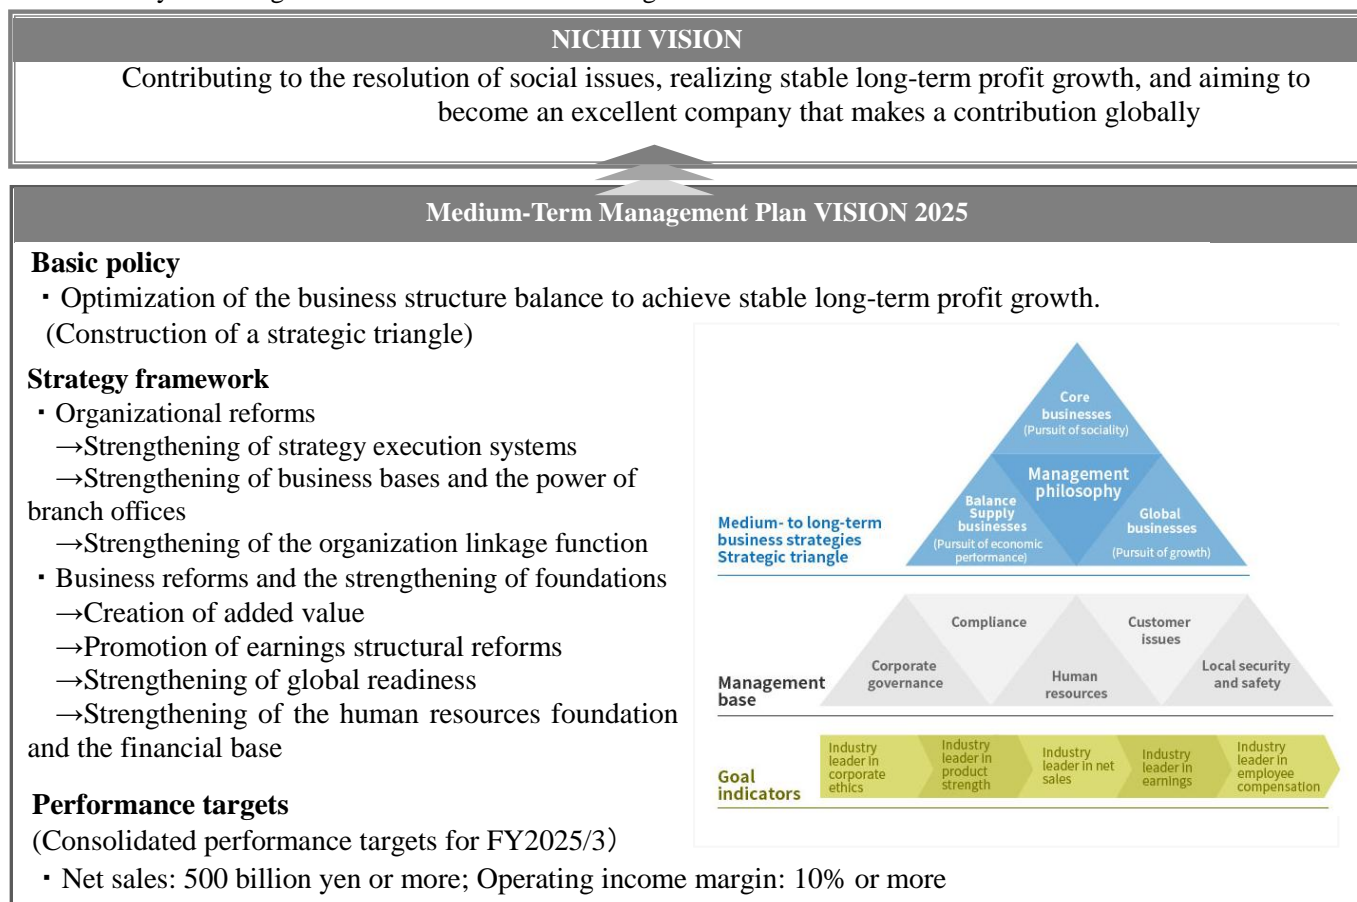 NICHII VISION
Contributing to the resolution of social issues, realizing stable long-term profit growth, and aiming to
become an excellent company that makes a contribution globally
Medium-Term Management Plan VISION 2025
Basic policy
・Optimization of the business structure balance to achieve stable long-term profit growth.
(Construction of a strategic triangle)
Strategy framework
・Organizational reforms
→Strengthening of strategy execution systems
→Strengthening of business bases and the power of
branch offices
→Strengthening of the organization linkage function
・Business reforms and the strengthening of foundations
→Creation of added value
→Promotion of earnings structural reforms
→Strengthening of global readiness
→Strengthening of the human resources foundation
and the financial base
Performance targets
(Consolidated performance targets for FY2025/3）
・Net sales: 500 billion yen or more; Operating income margin: 10% or more
Core
businesses
(Pursuit of sociality)
Management
philosophy
Balance
Supply
businesses
(Pursuit of economic
performance)
Global
businesses
(Pursuit of growth)
Medium- to long-term
business strategies
Strategic triangle
Compliance
Customer
issues
Corporate
governance
Human
resources
Local security
and safety
Management
base
Industry
leader in
corporate
ethics
Industry
leader in
product
strength
Industry
leader in net
sales
Industry
leader in
earnings
Industry
leader in
employee
compensation
Goal
indicators